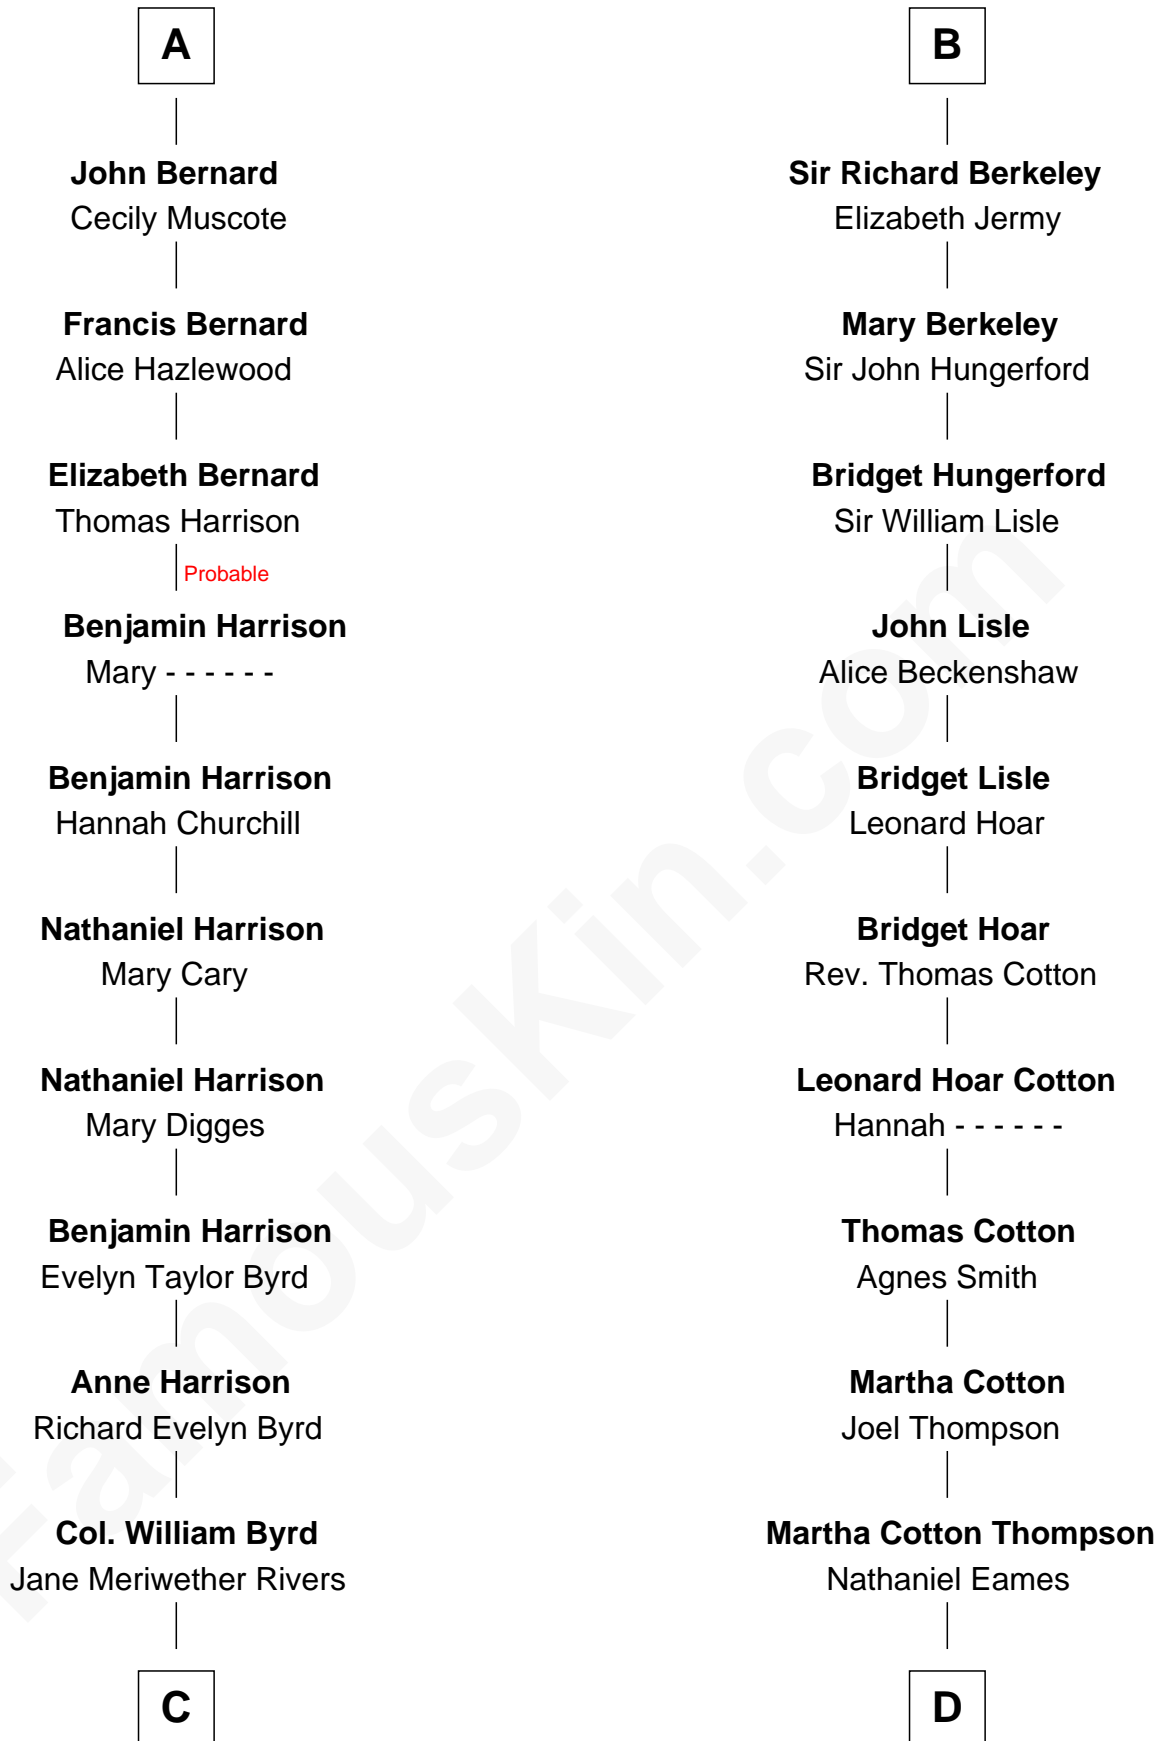 A
John Bernard
Cecily Muscote
Francis Bernard
Alice Hazlewood
Elizabeth Bernard
Thomas Harrison
Probable
Benjamin Harrison
Mary - - - - - -
Benjamin Harrison
Hannah Churchill
Nathaniel Harrison
Mary Cary
Nathaniel Harrison
Mary Digges
Benjamin Harrison
Evelyn Taylor Byrd
Anne Harrison
Richard Evelyn Byrd
Col. William Byrd
Jane Meriwether Rivers
C
B
Sir Richard Berkeley
Elizabeth Jermy
Mary Berkeley
Sir John Hungerford
Bridget Hungerford
Sir William Lisle
John Lisle
Alice Beckenshaw
Bridget Lisle
Leonard Hoar
Bridget Hoar
Rev. Thomas Cotton
Leonard Hoar Cotton
Hannah - - - - - -
Thomas Cotton
Agnes Smith
Martha Cotton
Joel Thompson
Martha Cotton Thompson
Nathaniel Eames
D
FamousKin.com